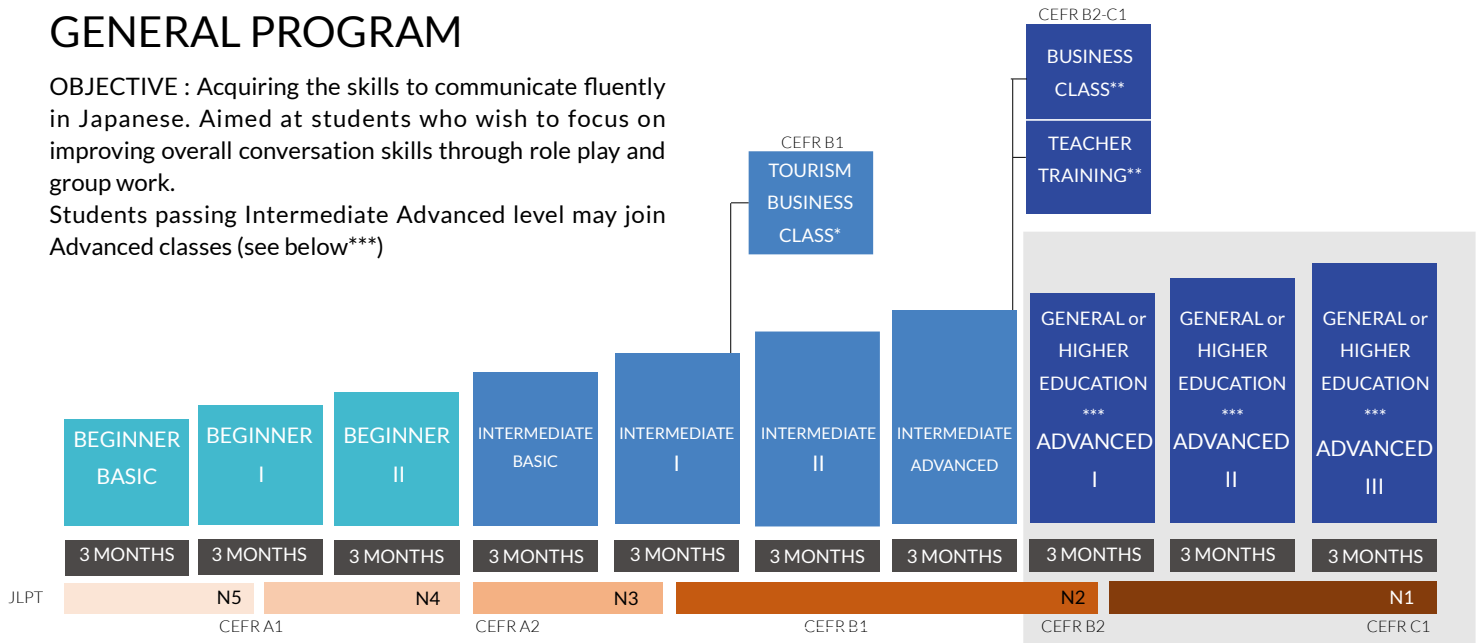 GENERAL PROGRAM
OBJECTIVE : Acquiring the skills to communicate fluently
in Japanese. Aimed at students who wish to focus on
improving overall conversation skills through role play and
group work.
Students passing Intermediate Advanced level may join
Advanced classes (see below***)
CEFR B1
TOURISM
BUSINESS
CLASS*
CEFR B2-C1
BUSINESS
CLASS**
TEACHER
TRAINING**
BEGINNER
BASIC
BEGINNER
I
BEGINNER
II
INTERMEDIATE
BASIC
INTERMEDIATE
I
INTERMEDIATE
II
INTERMEDIATE
ADVANCED
GENERAL or
HIGHER
EDUCATION
***
ADVANCED
I
GENERAL or
HIGHER
EDUCATION
***
ADVANCED
II
GENERAL or
HIGHER
EDUCATION
***
ADVANCED
III
3 MONTHS
3 MONTHS
3 MONTHS
3 MONTHS
3 MONTHS
3 MONTHS
3 MONTHS
3 MONTHS
3 MONTHS
3 MONTHS
JLPT
N5
N4
N3
N2
N1
CEFR A1
CEFR A2
CEFR B1
CEFR B2
CEFR C1